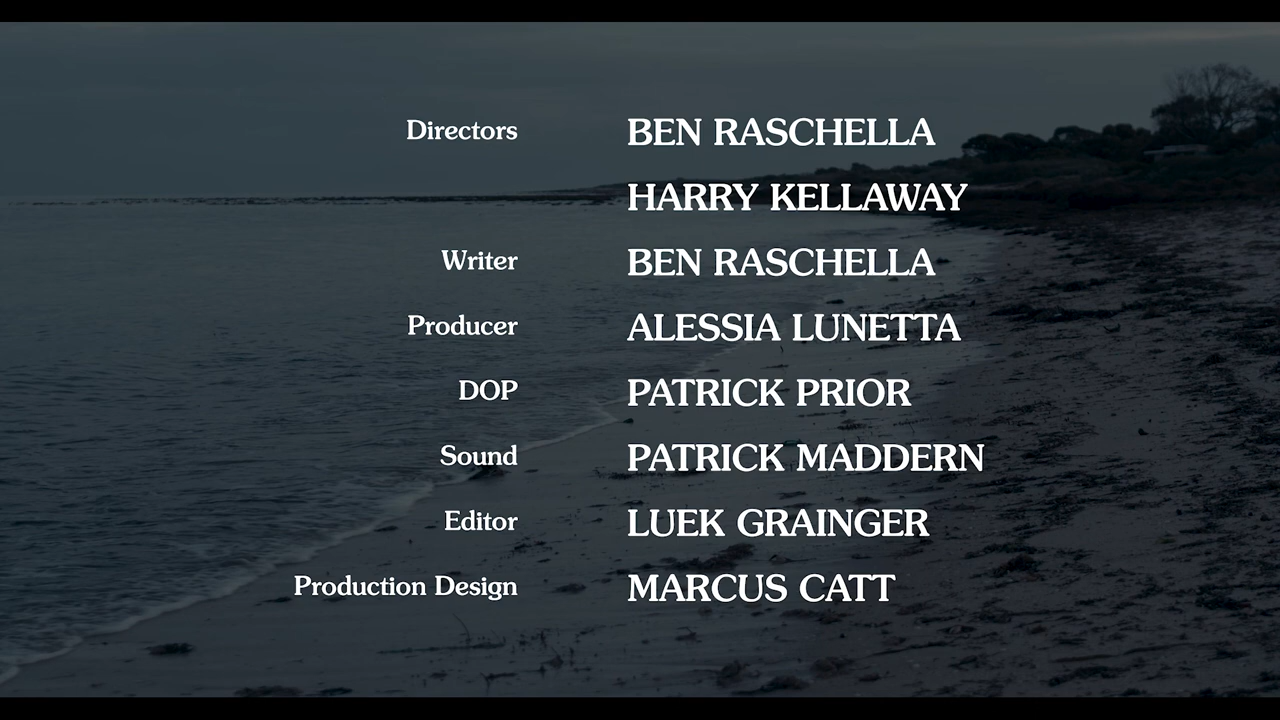 Directors BEN RASCHELLA
HARRY KELLAWAY
Writer BEN RASCHELLA
Producer ALESSIA LUNETTA
DOP PATRICK PRIOR
Sound PATRICK MADDERN
Editor LUEK GRAINGER
Production Design MARCUS CATT